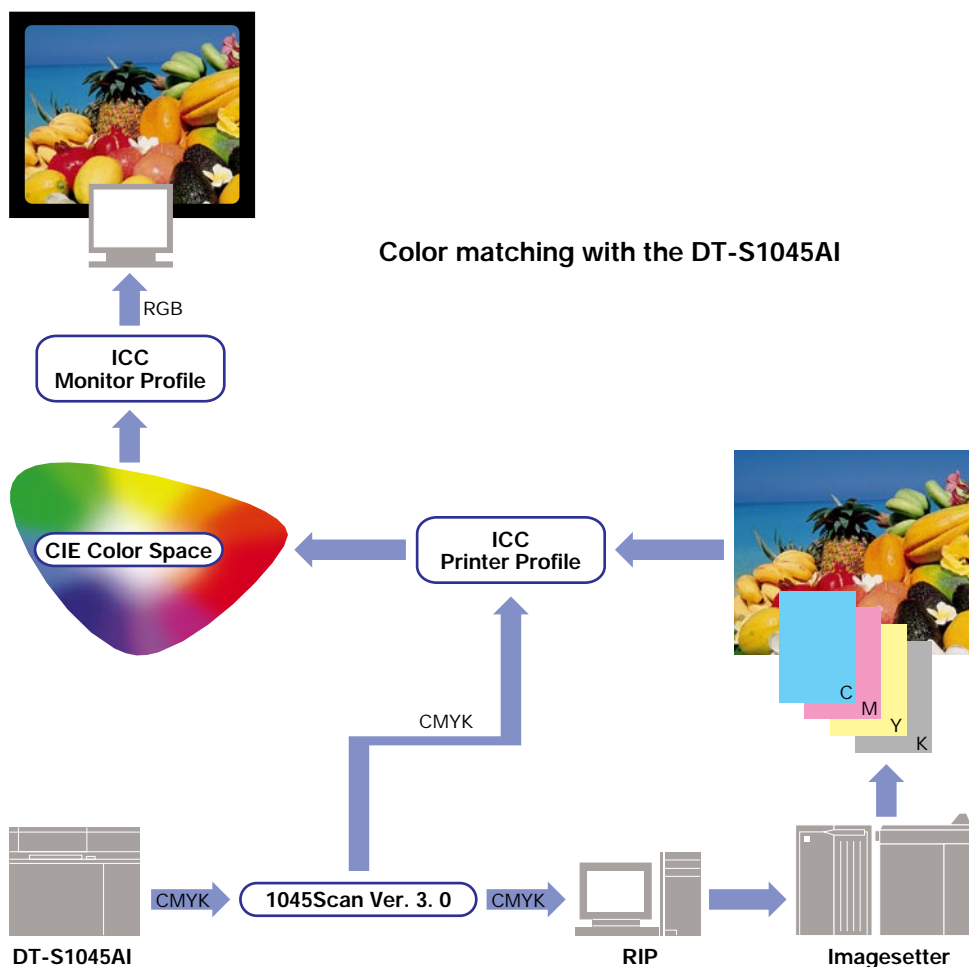 Color matching with the DT-S1045AI
RGB
ICC
Monitor Profile
CIE Color Space
ICC
Printer Profile
C
M
Y
K
CMYK
CMYK
1045Scan Ver. 3. 0
CMYK
DT-S1045AI
RIP
Imagesetter